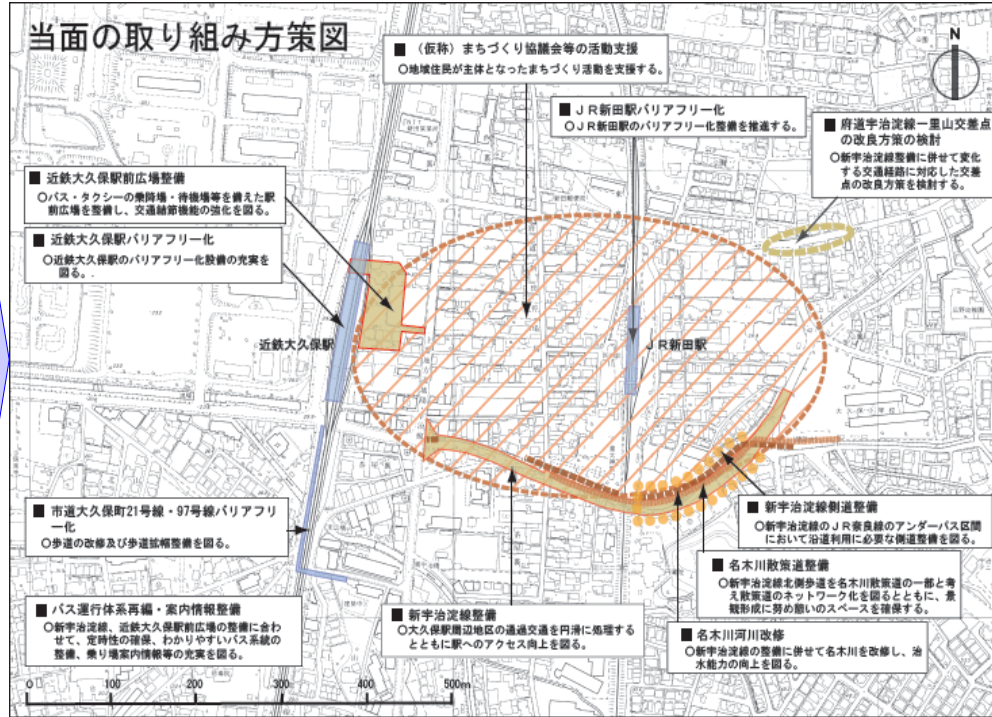 当面の取り組み方策図
■ （仮称）まちづくり協議会等の活動支援
○地域住民が主体となったまちづくり活動を支援する。
N
■ ＪＲ新田駅バリアフリー化
○ＪＲ新田駅のバリアフリー化整備を推進する。
■ 府道宇治淀線一里山交差点
の改良方策の検討
○新宇治淀線整備に併せて変化
する交通経路に対応した交差
点の改良方策を検討する。
■ 近鉄大久保駅前広場整備
○バス・タクシーの乗降場・待機場等を備えた駅
前広場を整備し、交通結節機能の強化を図る。
■ 近鉄大久保駅バリアフリー化
○近鉄大久保駅のバリアフリー化設備の充実を
図る。.
近鉄大久保駅
ＪＲ新田駅
■ 市道大久保町21号線・97号線バリアフリ
ー化
○歩道の改修及び歩道拡幅整備を図る。
■ 新宇治淀線側道整備
○新宇治淀線のＪＲ奈良線のアンダーパス区間
において沿道利用に必要な側道整備を図る。
■ 名木川散策道整備
○新宇治淀線北側歩道を名木川散策道の一部と考
え散策道のネットワーク化を図るとともに、景
観形成に努め憩いのスペースを確保する。
■ バス運行体系再編・案内情報整備
○新宇治淀線、近鉄大久保駅前広場の整備に合わ
せて、定時性の確保、わかりやすいバス系統の
整備、乗り場案内情報等の充実を図る。
■ 新宇治淀線整備
○大久保駅周辺地区の通過交通を円滑に処理する
とともに駅へのアクセス向上を図る。
■ 名木川河川改修
○新宇治淀線の整備に併せて名木川を改修し、治
水能力の向上を図る。
0 100 200 300 400 500m